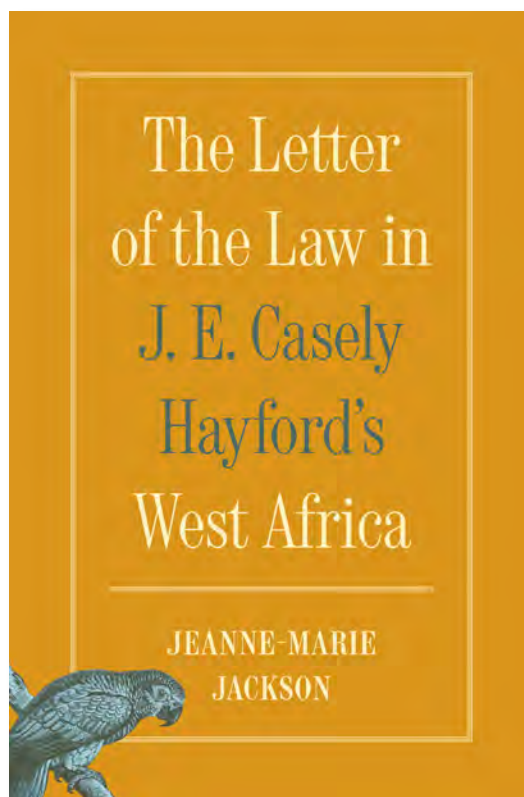 The Letter
of the Law in
J. E. Casely
Hayford's
West Africa
JEANNE-MARIE
JACKSON